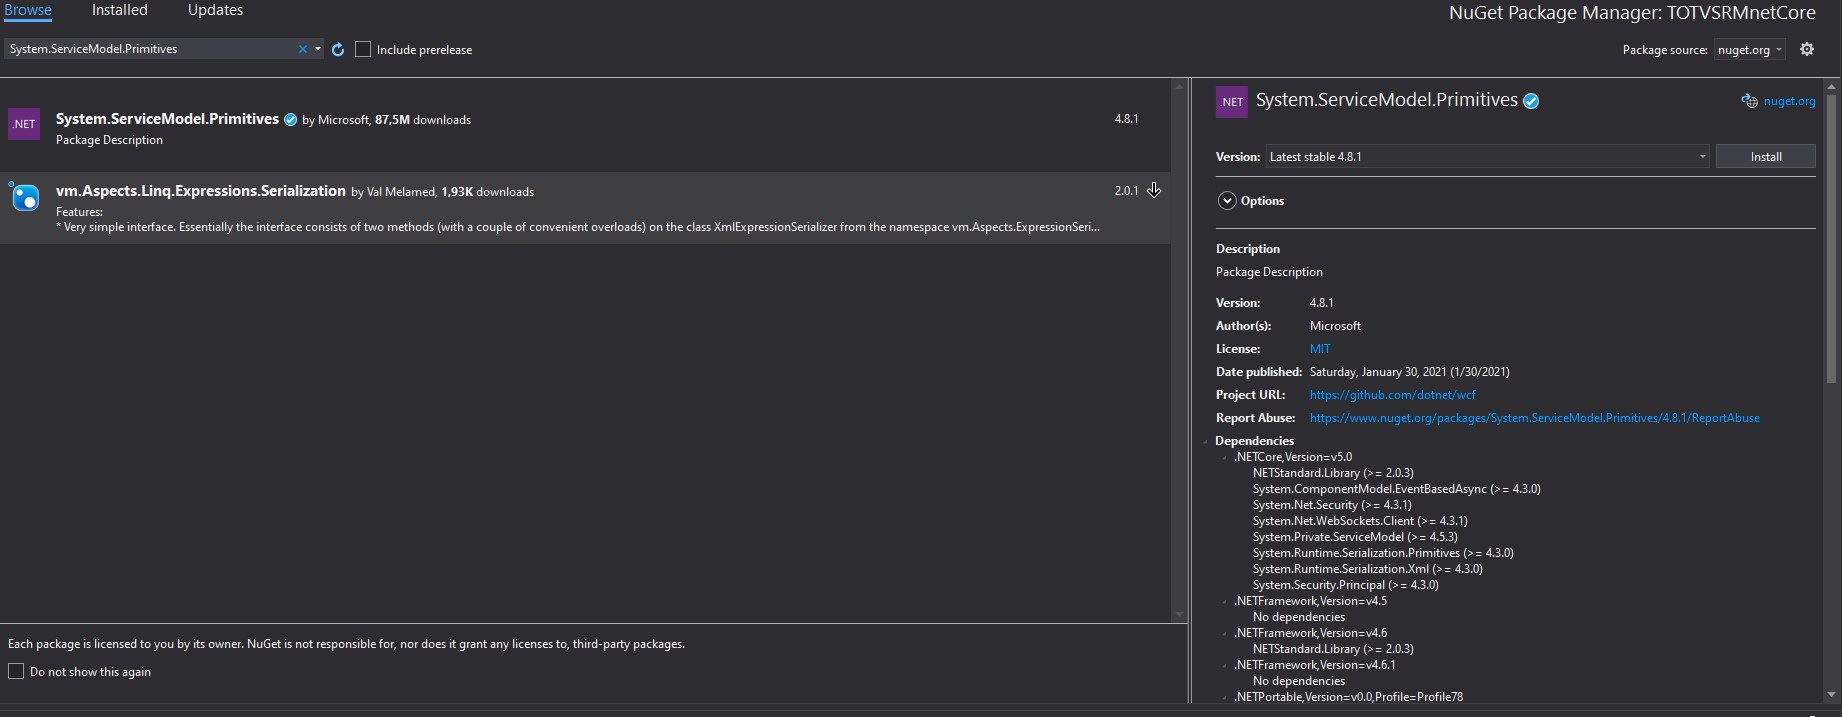 Browse Installed Updates NuGet Package Manager: TOTVSRMnetCore
System.ServiceModel.Primitives Include prerelease Package source: nuget.org
.NET System.ServiceModel.Primitives by Microsoft, 87,5M downloads 4.8.1
Package Description
vm.Aspects.Linq.Expressions.Serialization by Val Melamed, 1,93K downloads 2.0.1
Features:
* Very simple interface. Essentially the interface consists of two methods (with a couple of convenient overloads) on the class XmlExpressionSerializer from the namespace vm.Aspects.ExpressionSeri...
Each package is licensed to you by its owner. NuGet is not responsible for, nor does it grant any licenses to, third-party packages.
Do not show this again
.NET System.ServiceModel.Primitives nuget.org
Version: Latest stable 4.8.1 Install
Options
Description
Package Description
Version: 4.8.1
Author(s): Microsoft
License: MIT
Date published: Saturday, January 30, 2021 (1/30/2021)
Project URL: https://github.com/dotnet/wcf
Report Abuse: https://www.nuget.org/packages/System.ServiceModel.Primitives/4.8.1/ReportAbuse
Dependencies
.NETCore,Version=v5.0
NETStandard.Library (>= 2.0.3)
System.ComponentModel.EventBasedAsync (>= 4.3.0)
System.Net.Security (>= 4.3.1)
System.Net.WebSockets.Client (>= 4.3.1)
System.Private.ServiceModel (>= 4.5.3)
System.Runtime.Serialization.Primitives (>= 4.3.0)
System.Runtime.Serialization.Xml (>= 4.3.0)
System.Security.Principal (>= 4.3.0)
.NETFramework,Version=v4.5
No dependencies
.NETFramework,Version=v4.6
NETStandard.Library (>= 2.0.3)
.NETFramework,Version=v4.6.1
No dependencies
.NETPortable,Version=v0.0,Profile=Profile78